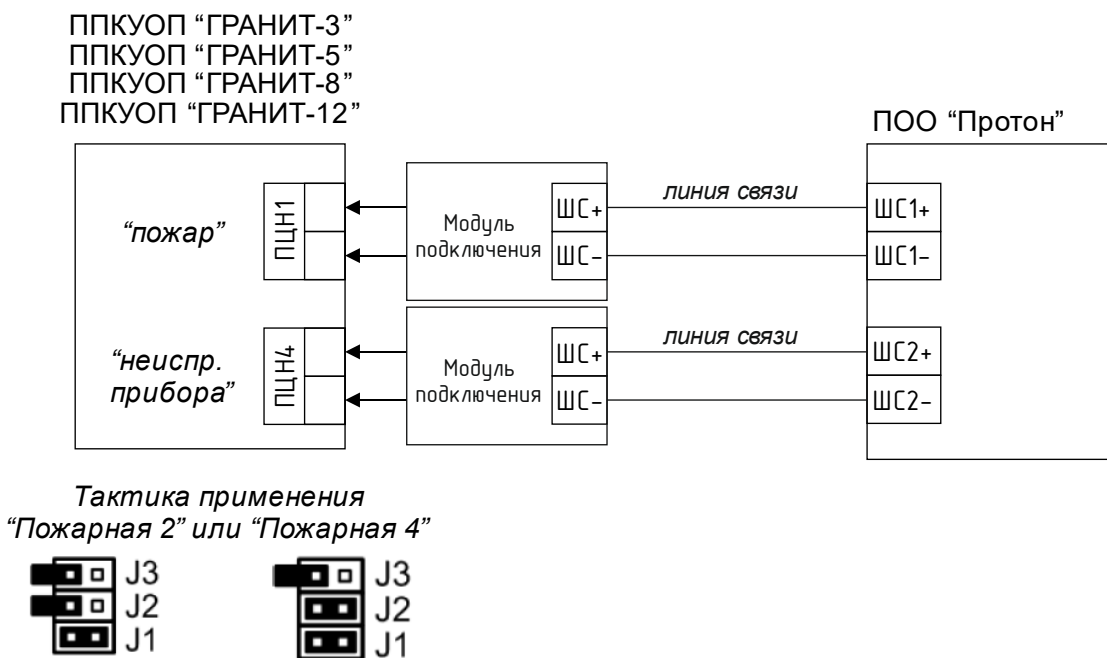 ППКУОП “ГРАНИТ-3”
ППКУОП “ГРАНИТ-5”
ППКУОП “ГРАНИТ-8”
ППКУОП “ГРАНИТ-12”
ПОО “Протон”
“пожар”
ПЦН1
Модуль
подключения
ШС+
ШС-
линия связи
ШС1+
ШС1-
“неиспр.
прибора”
ПЦН4
Модуль
подключения
ШС+
ШС-
линия связи
ШС2+
ШС2-
Тактика применения
“Пожарная 2” или “Пожарная 4”
J3
J2
J1
J3
J2
J1